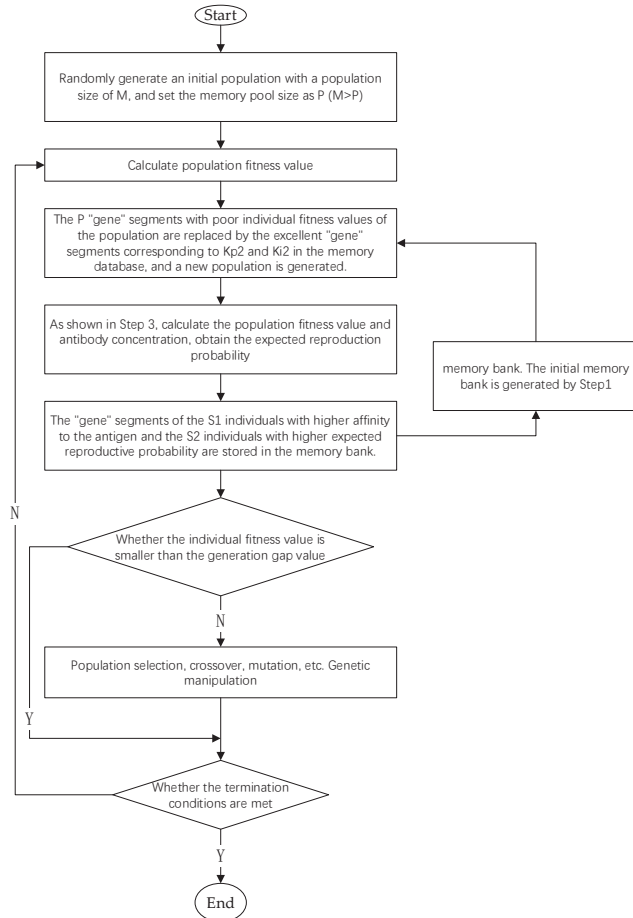 Start
Randomly generate an initial population with a population
size of M, and set the memory pool size as P (M>P)
Calculate population fitness value
The P "gene" segments with poor individual fitness values of
the population are replaced by the excellent "gene"
segments corresponding to Kp2 and Ki2 in the memory
database, and a new population is generated.
As shown in Step 3, calculate the population fitness value and
antibody concentration, obtain the expected reproduction
probability
memory bank. The initial memory
bank is generated by Step1
The "gene" segments of the S1 individuals with higher affinity
to the antigen and the S2 individuals with higher expected
reproductive probability are stored in the memory bank.
N
Whether the individual fitness value is
smaller than the generation gap value
N
Population selection, crossover, mutation, etc. Genetic
manipulation
Y
Whether the termination
conditions are met
Y
End